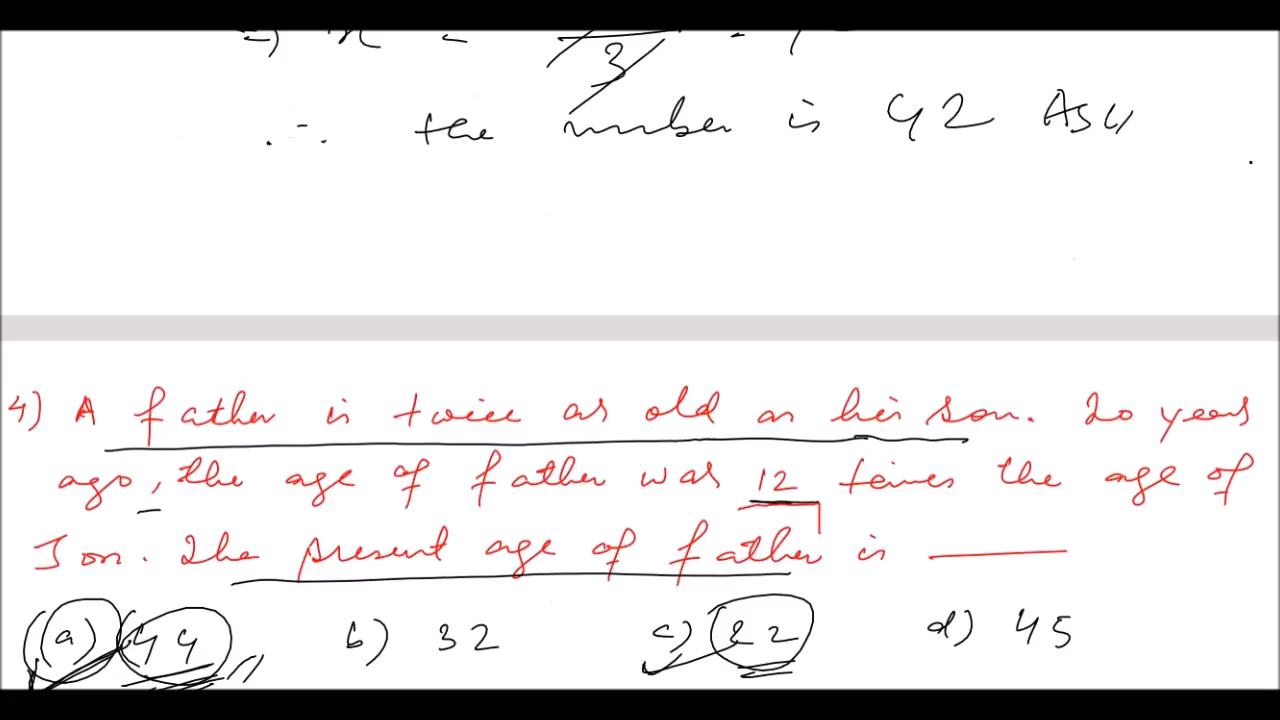 =) x = /3 =
∴ the number is 42 Ans
4) A father is twice as old as his son. 20 years
ago, the age of father was 12 times the age of
Son. The present age of father is ____
(a) 44 b) 32 c) 22 d) 45